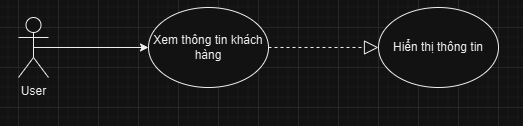 Xem thông tin khách
hàng
Hiển thị thông tin
User